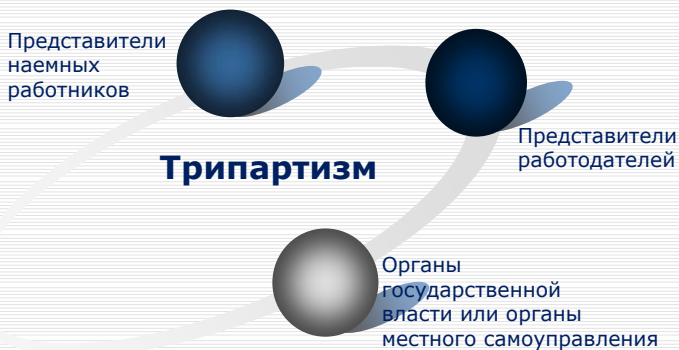 Представители
наемных
работников
Представители
работодателей
Трипартизм
Органы
государственной
власти или органы
местного самоуправления